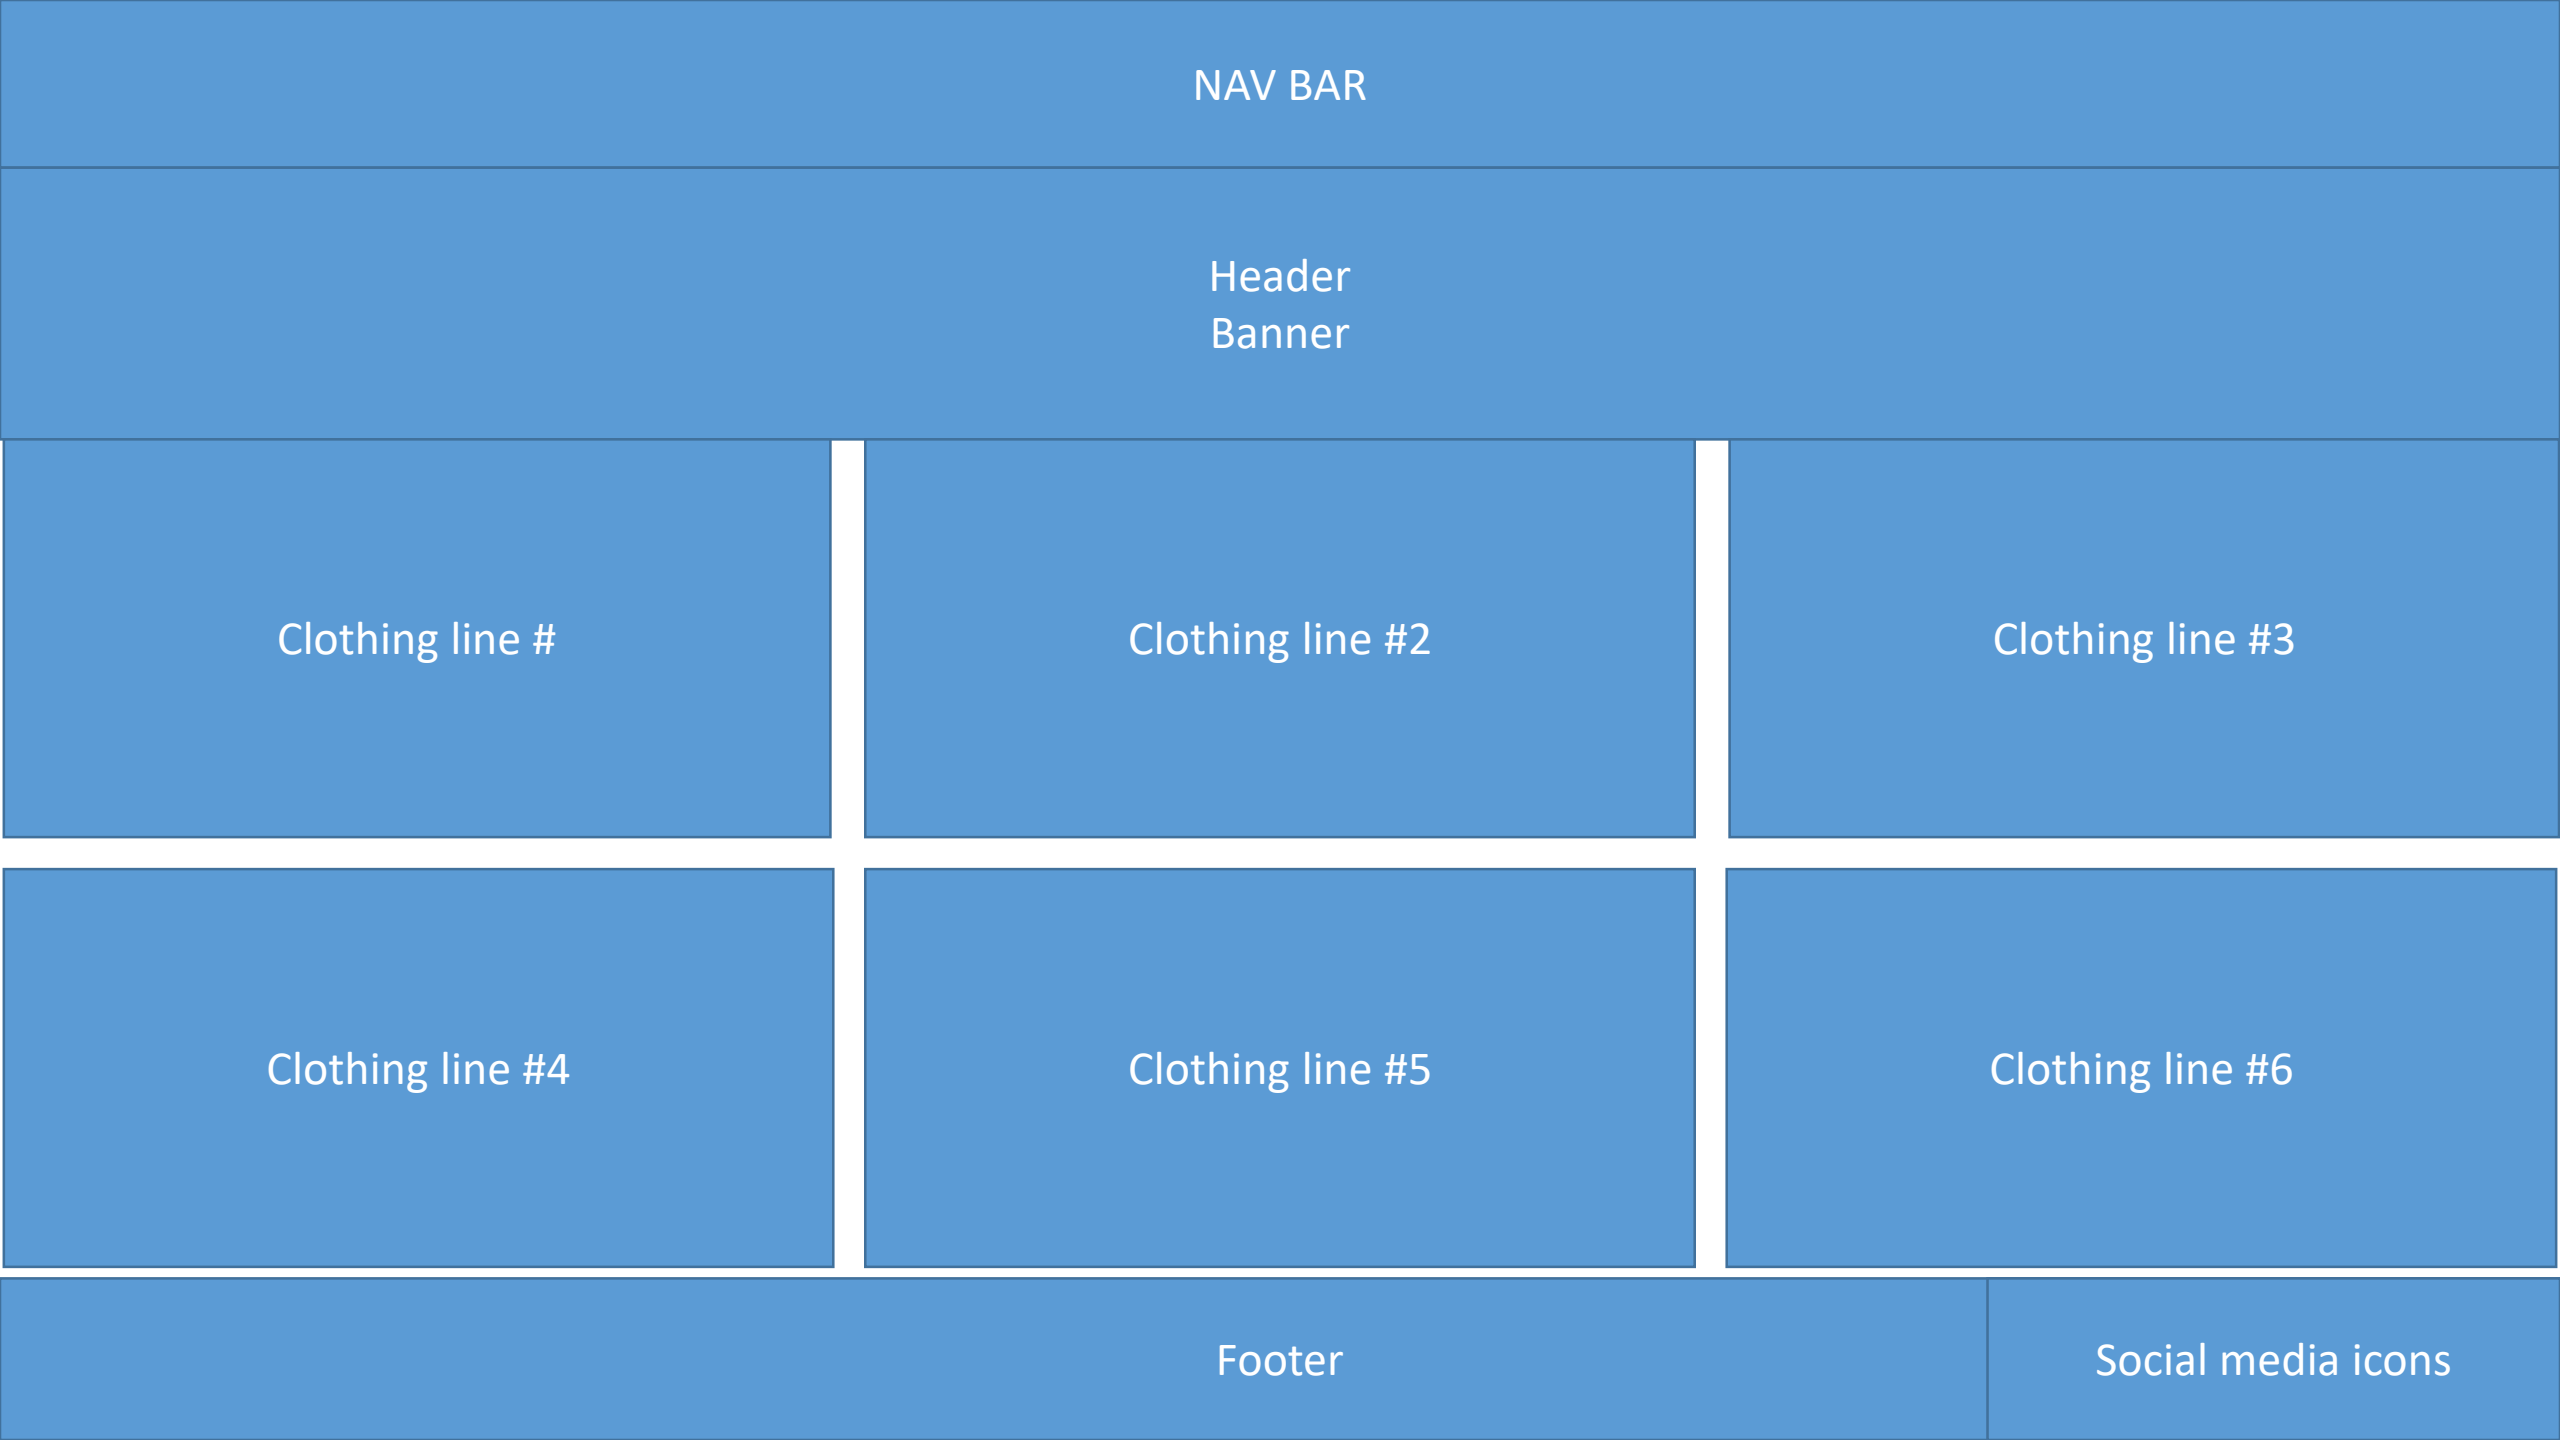 NAV BAR
Header
Banner
Clothing line #
Clothing line #2
Clothing line #3
Clothing line #4
Clothing line #5
Clothing line #6
Footer
Social media icons